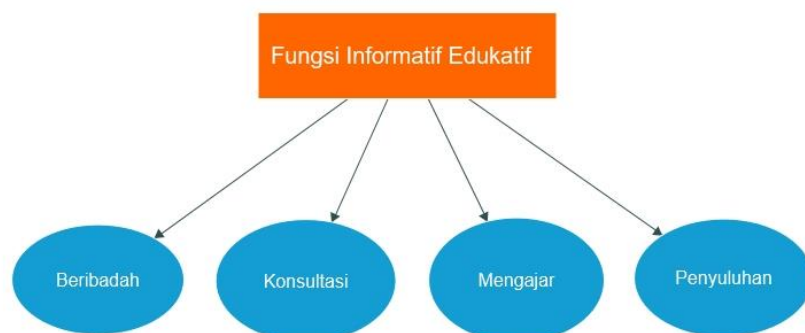 Fungsi Informatif Edukatif
Beribadah
Konsultasi
Mengajar
Penyuluhan